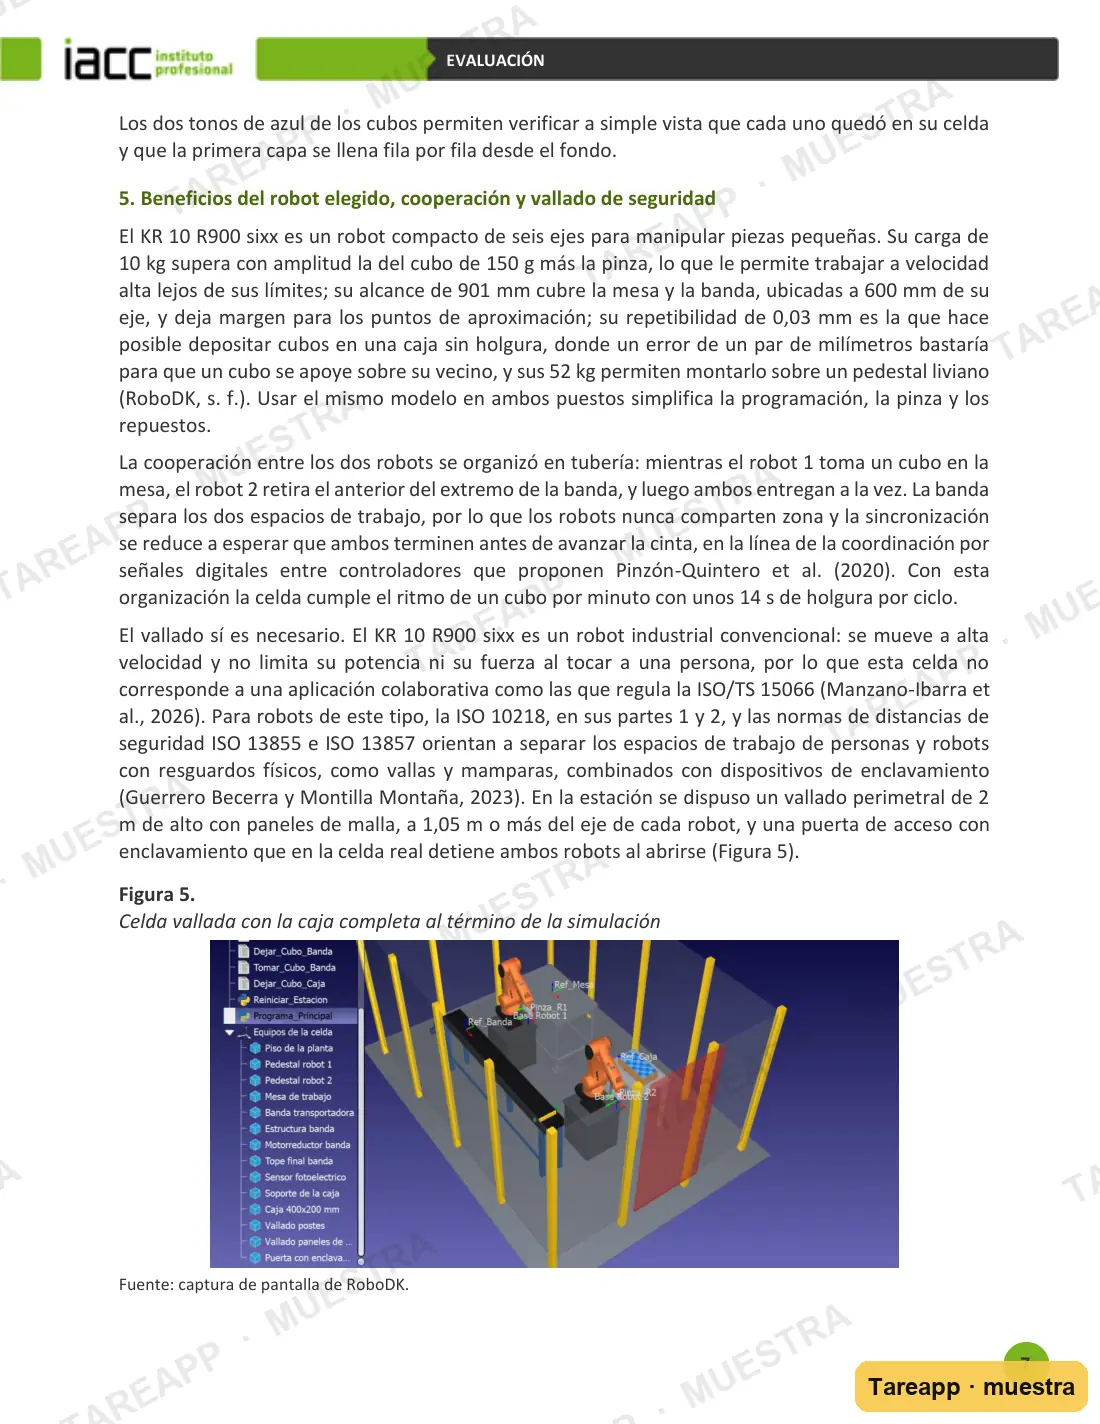 iacc instituto profesional
EVALUACIÓN
Los dos tonos de azul de los cubos permiten verificar a simple vista que cada uno quedó en su celda
y que la primera capa se llena fila por fila desde el fondo.
5. Beneficios del robot elegido, cooperación y vallado de seguridad
El KR 10 R900 sixx es un robot compacto de seis ejes para manipular piezas pequeñas. Su carga de
10 kg supera con amplitud la del cubo de 150 g más la pinza, lo que le permite trabajar a velocidad
alta lejos de sus límites; su alcance de 901 mm cubre la mesa y la banda, ubicadas a 600 mm de su
eje, y deja margen para los puntos de aproximación; su repetibilidad de 0,03 mm es la que hace
posible depositar cubos en una caja sin holgura, donde un error de un par de milímetros bastaría
para que un cubo se apoye sobre su vecino, y sus 52 kg permiten montarlo sobre un pedestal liviano
(RoboDK, s. f.). Usar el mismo modelo en ambos puestos simplifica la programación, la pinza y los
repuestos.
La cooperación entre los dos robots se organizó en tubería: mientras el robot 1 toma un cubo en la
mesa, el robot 2 retira el anterior del extremo de la banda, y luego ambos entregan a la vez. La banda
separa los dos espacios de trabajo, por lo que los robots nunca comparten zona y la sincronización
se reduce a esperar que ambos terminen antes de avanzar la cinta, en la línea de la coordinación por
señales digitales entre controladores que proponen Pinzón-Quintero et al. (2020). Con esta
organización la celda cumple el ritmo de un cubo por minuto con unos 14 s de holgura por ciclo.
El vallado sí es necesario. El KR 10 R900 sixx es un robot industrial convencional: se mueve a alta
velocidad y no limita su potencia ni su fuerza al tocar a una persona, por lo que esta celda no
corresponde a una aplicación colaborativa como las que regula la ISO/TS 15066 (Manzano-Ibarra et
al., 2026). Para robots de este tipo, la ISO 10218, en sus partes 1 y 2, y las normas de distancias de
seguridad ISO 13855 e ISO 13857 orientan a separar los espacios de trabajo de personas y robots
con resguardos físicos, como vallas y mamparas, combinados con dispositivos de enclavamiento
(Guerrero Becerra y Montilla Montaña, 2023). En la estación se dispuso un vallado perimetral de 2
m de alto con paneles de malla, a 1,05 m o más del eje de cada robot, y una puerta de acceso con
enclavamiento que en la celda real detiene ambos robots al abrirse (Figura 5).
Figura 5.
Celda vallada con la caja completa al término de la simulación
Dejar_Cubo_Banda
Tomar_Cubo_Banda
Dejar_Cubo_Caja
Reiniciar_Estacion
Programa_Principal
Equipos de la celda
Piso de la planta
Pedestal robot 1
Pedestal robot 2
Mesa de trabajo
Banda transportadora
Estructura banda
Motorreductor banda
Tope final banda
Sensor fotoelectrico
Soporte de la caja
Caja 400x200 mm
Vallado postes
Vallado paneles de ...
Puerta con enclava...
Ref_Mesa
Pinza_R1
Base Robot 1
Ref_Banda
Ref_Caja
Pinza_R2
Base Robot 2
Fuente: captura de pantalla de RoboDK.
7
Tareapp · muestra
TAREAPP · MUESTRA